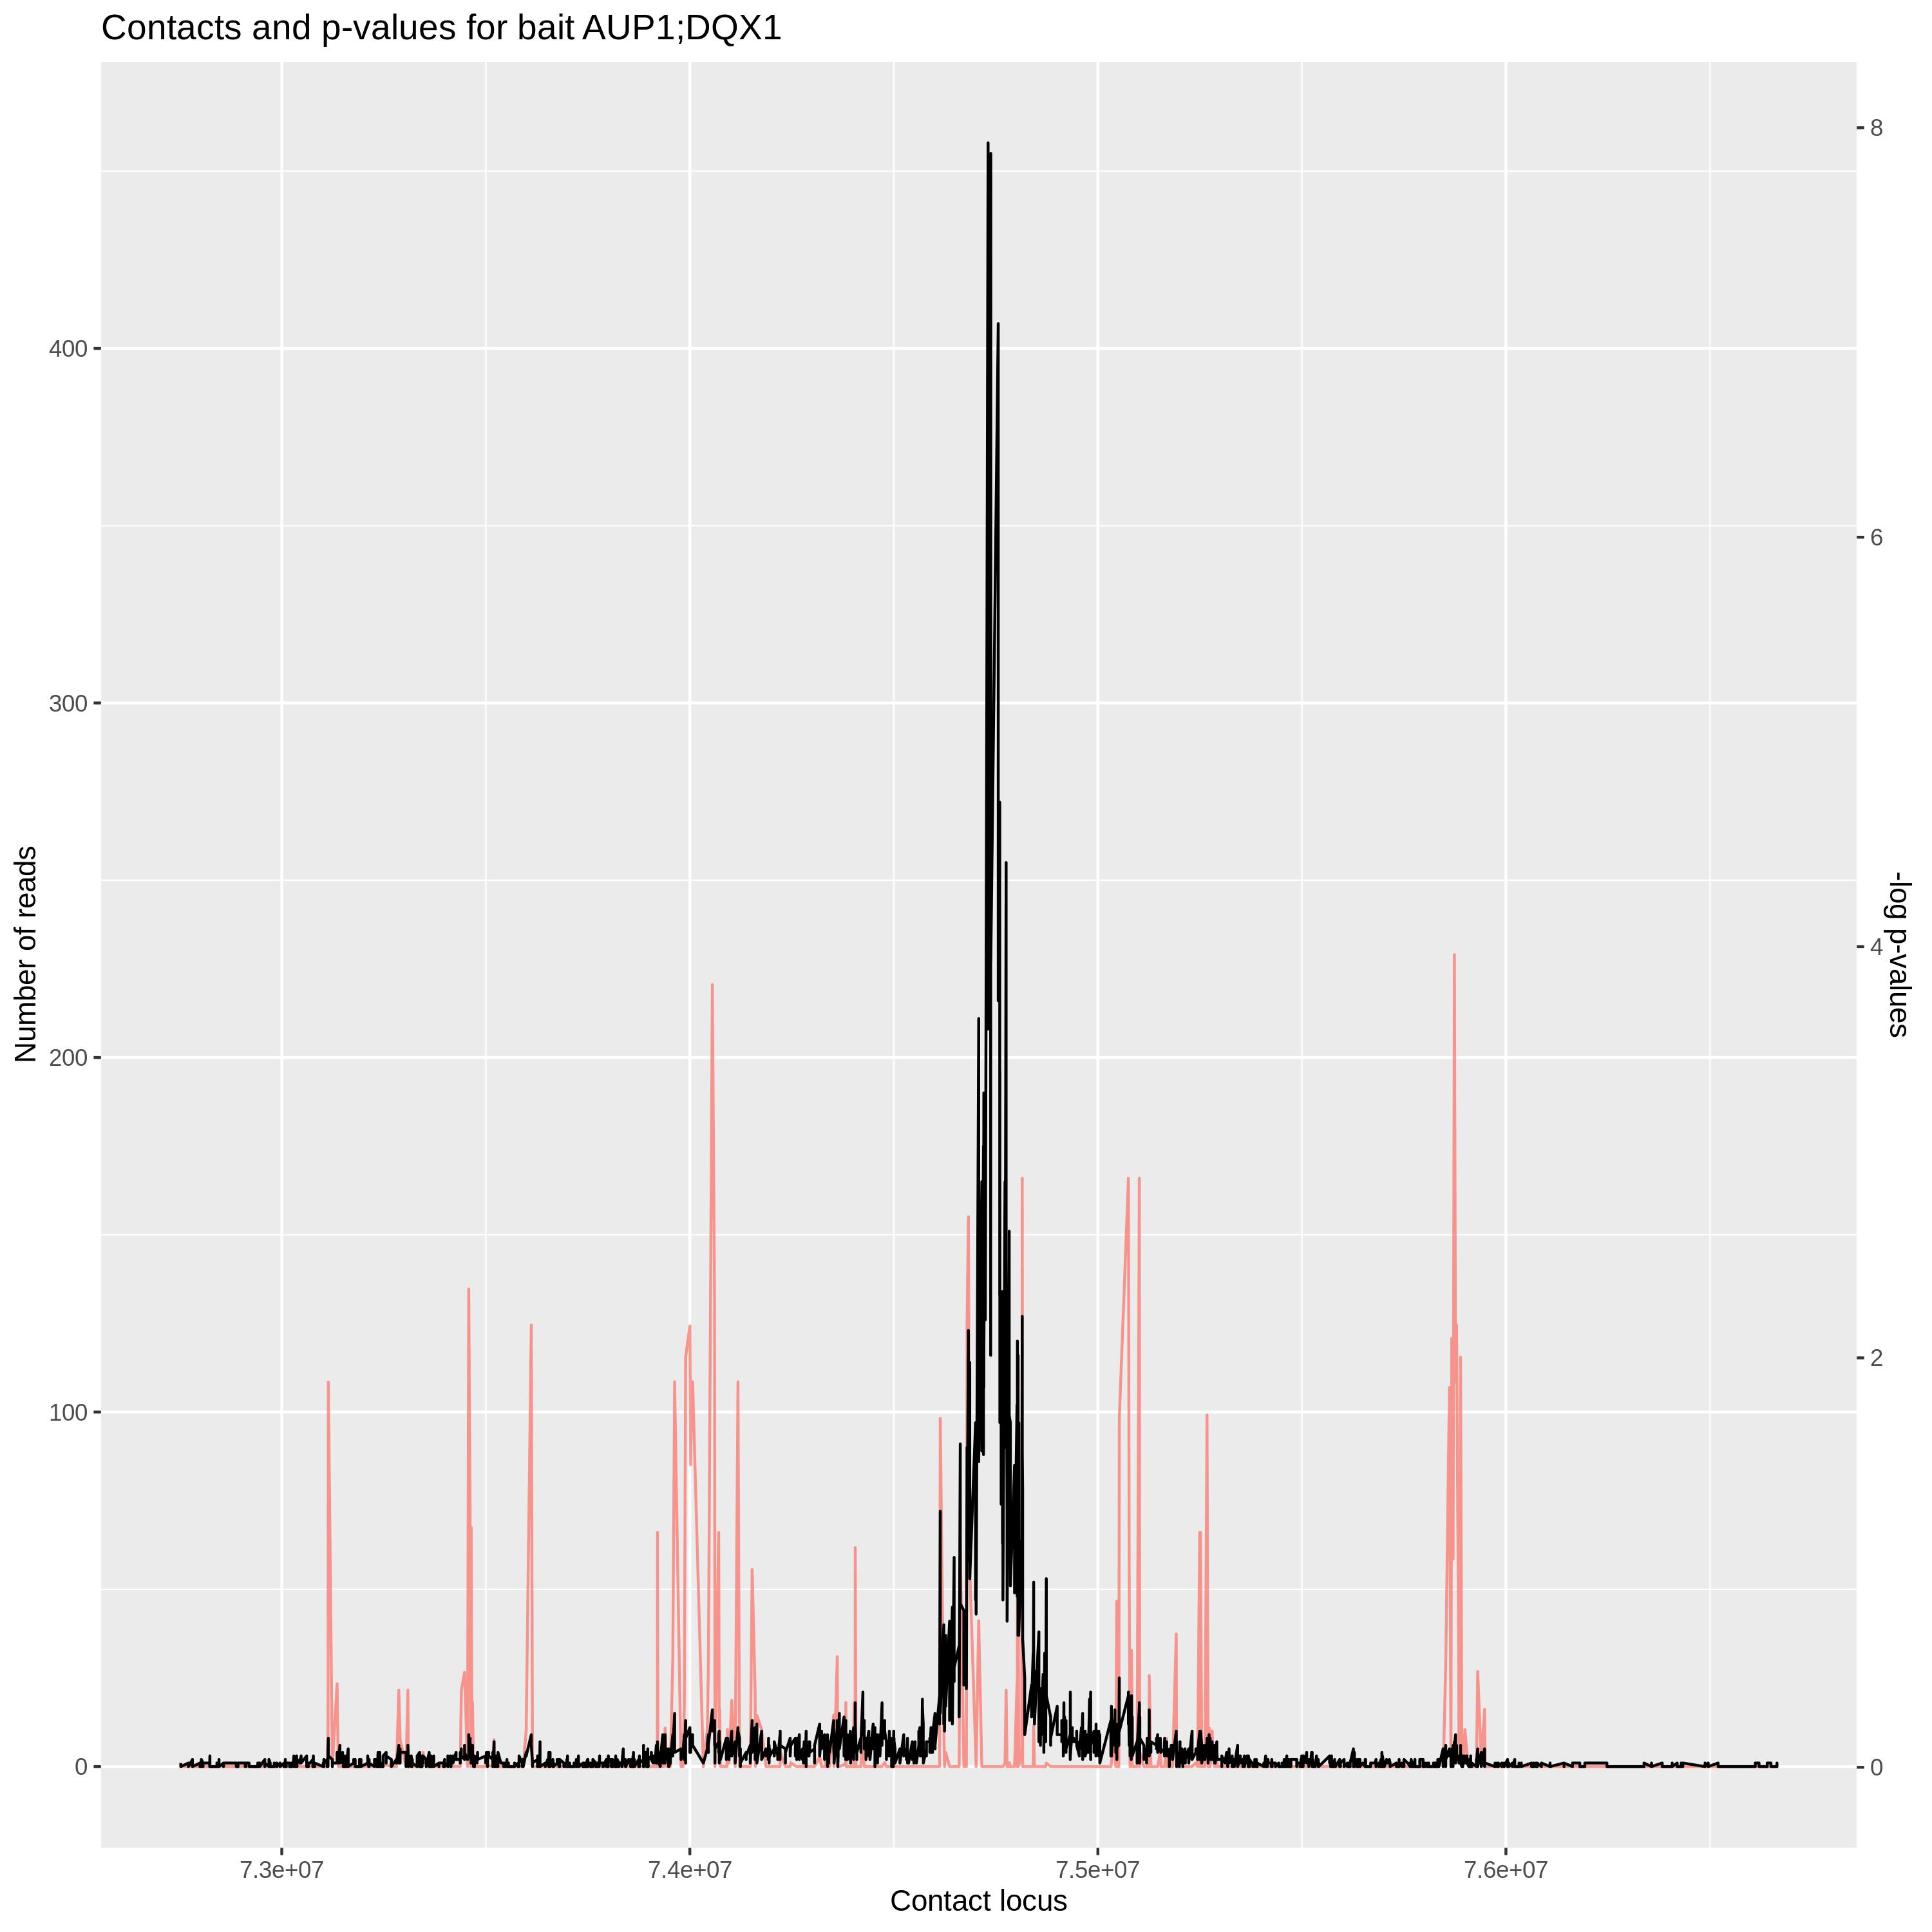 Contacts and p-values for bait AUP1;DQX1
8
400
6
300
Number of reads
-log p-values
4
200
2
100
0
0
7.3e+07
7.4e+07
7.5e+07
7.6e+07
Contact locus